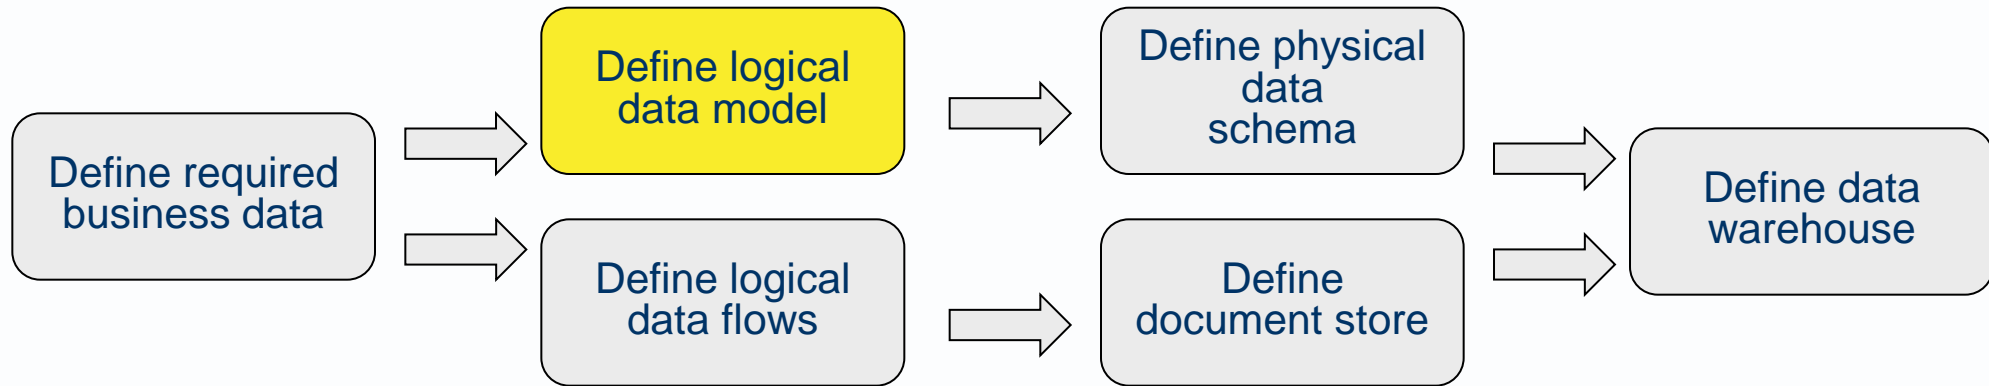 Define required
business data
Define logical
data model
Define logical
data flows
Define physical
data
schema
Define
document store
Define data
warehouse